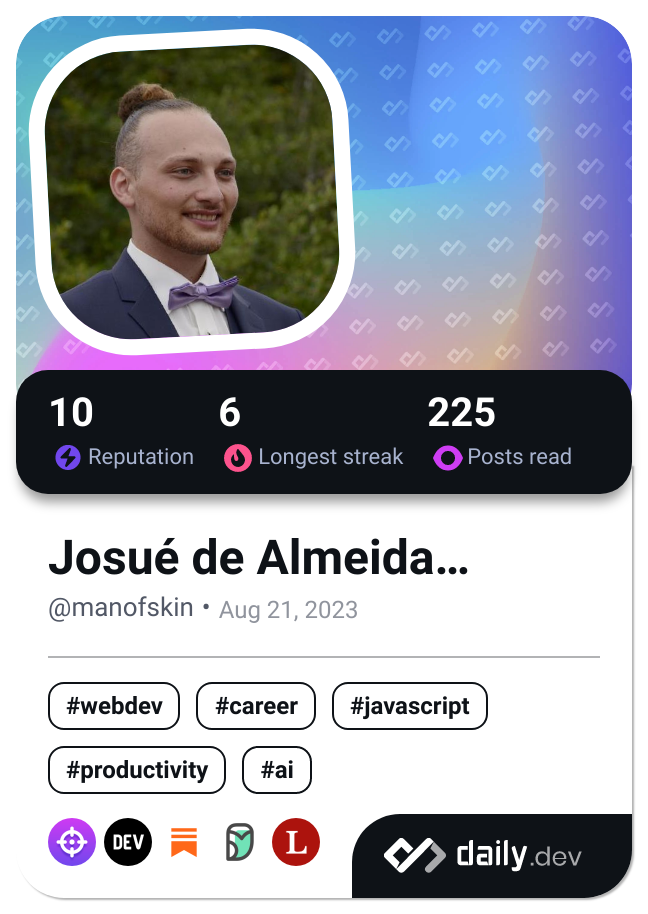 10 6 225
Reputation Longest streak Posts read
Josué de Almeida...
@manofskin • Aug 21, 2023
#webdev #career #javascript
#productivity #ai
DEV L daily.dev